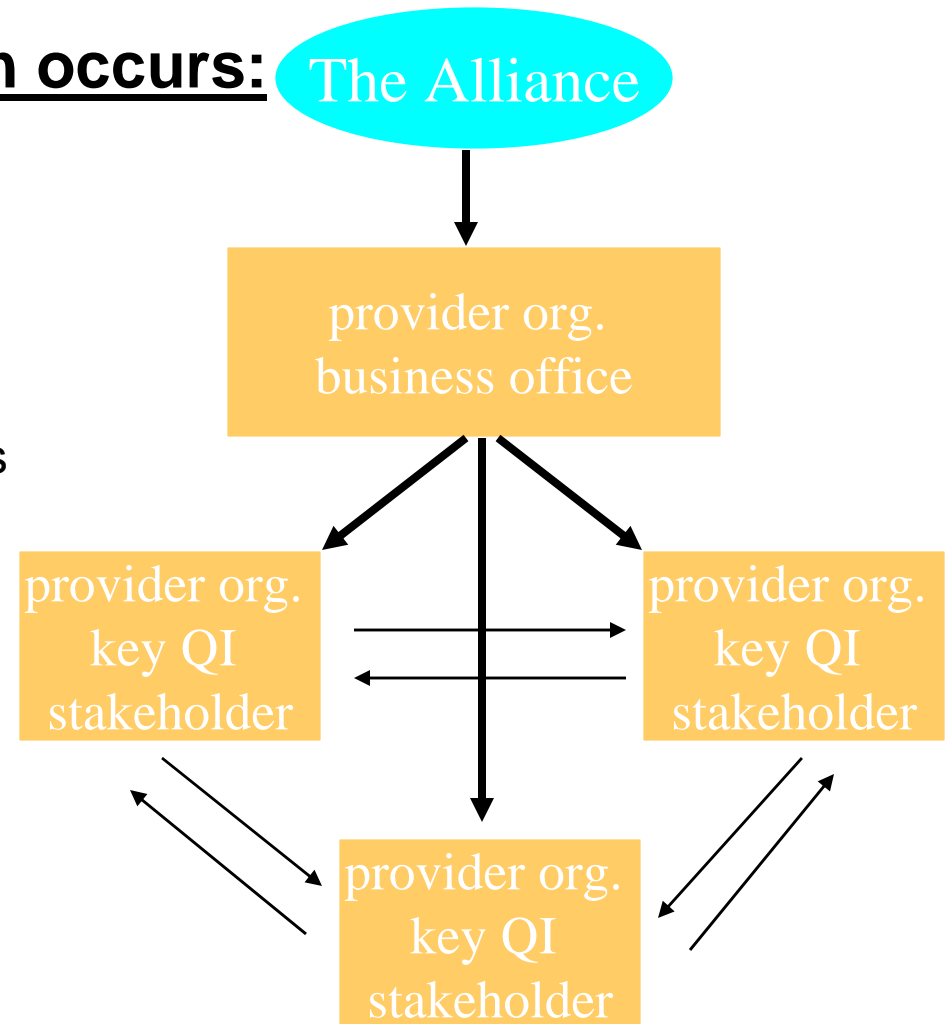 n occurs:
The Alliance
provider org.
business office
s
provider org.
key QI
stakeholder
provider org.
key QI
stakeholder
provider org.
key QI
stakeholder